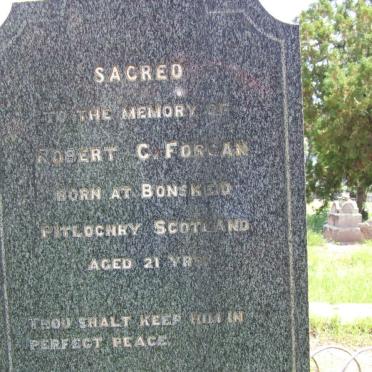 SACRED
TO THE MEMORY OF
ROBERT C. FORGAN
BORN AT BONSKEID
PITLOCHRY SCOTLAND
AGED 21 YRS
THOU SHALT KEEP HIM IN
PERFECT PEACE.